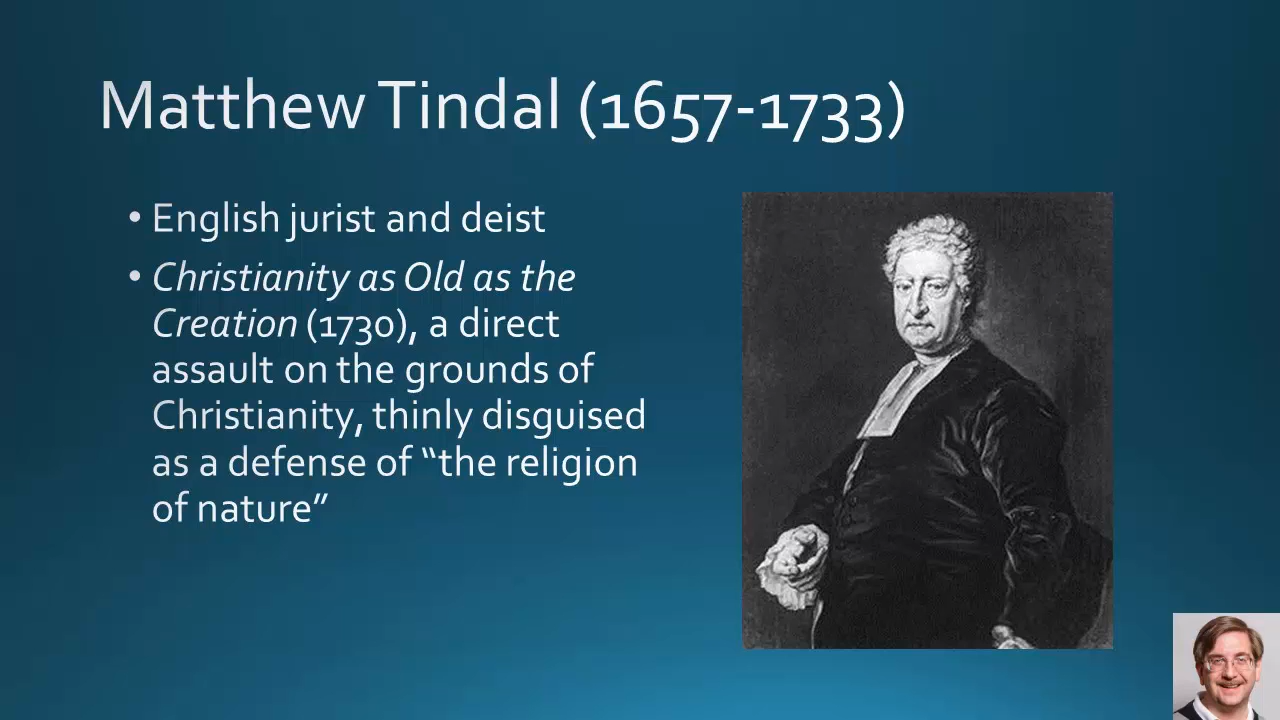 Matthew Tindal (1657-1733)
• English jurist and deist
• Christianity as Old as the
Creation (1730), a direct
assault on the grounds of
Christianity, thinly disguised
as a defense of “the religion
of nature”